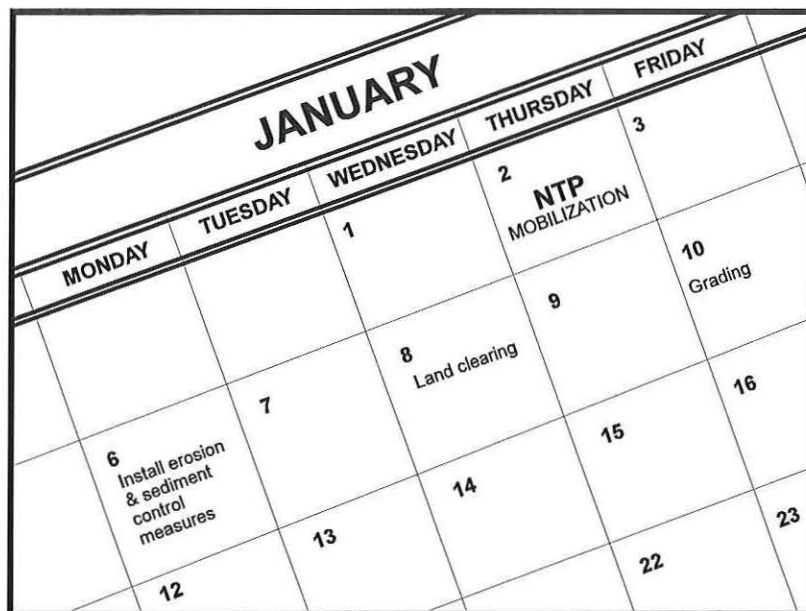 JANUARY
MONDAY
TUESDAY
WEDNESDAY
THURSDAY
FRIDAY
1
2
NTP
MOBILIZATION
3
6
Install erosion
& sediment
control
measures
7
8
Land clearing
9
10
Grading
12
13
14
15
16
22
23